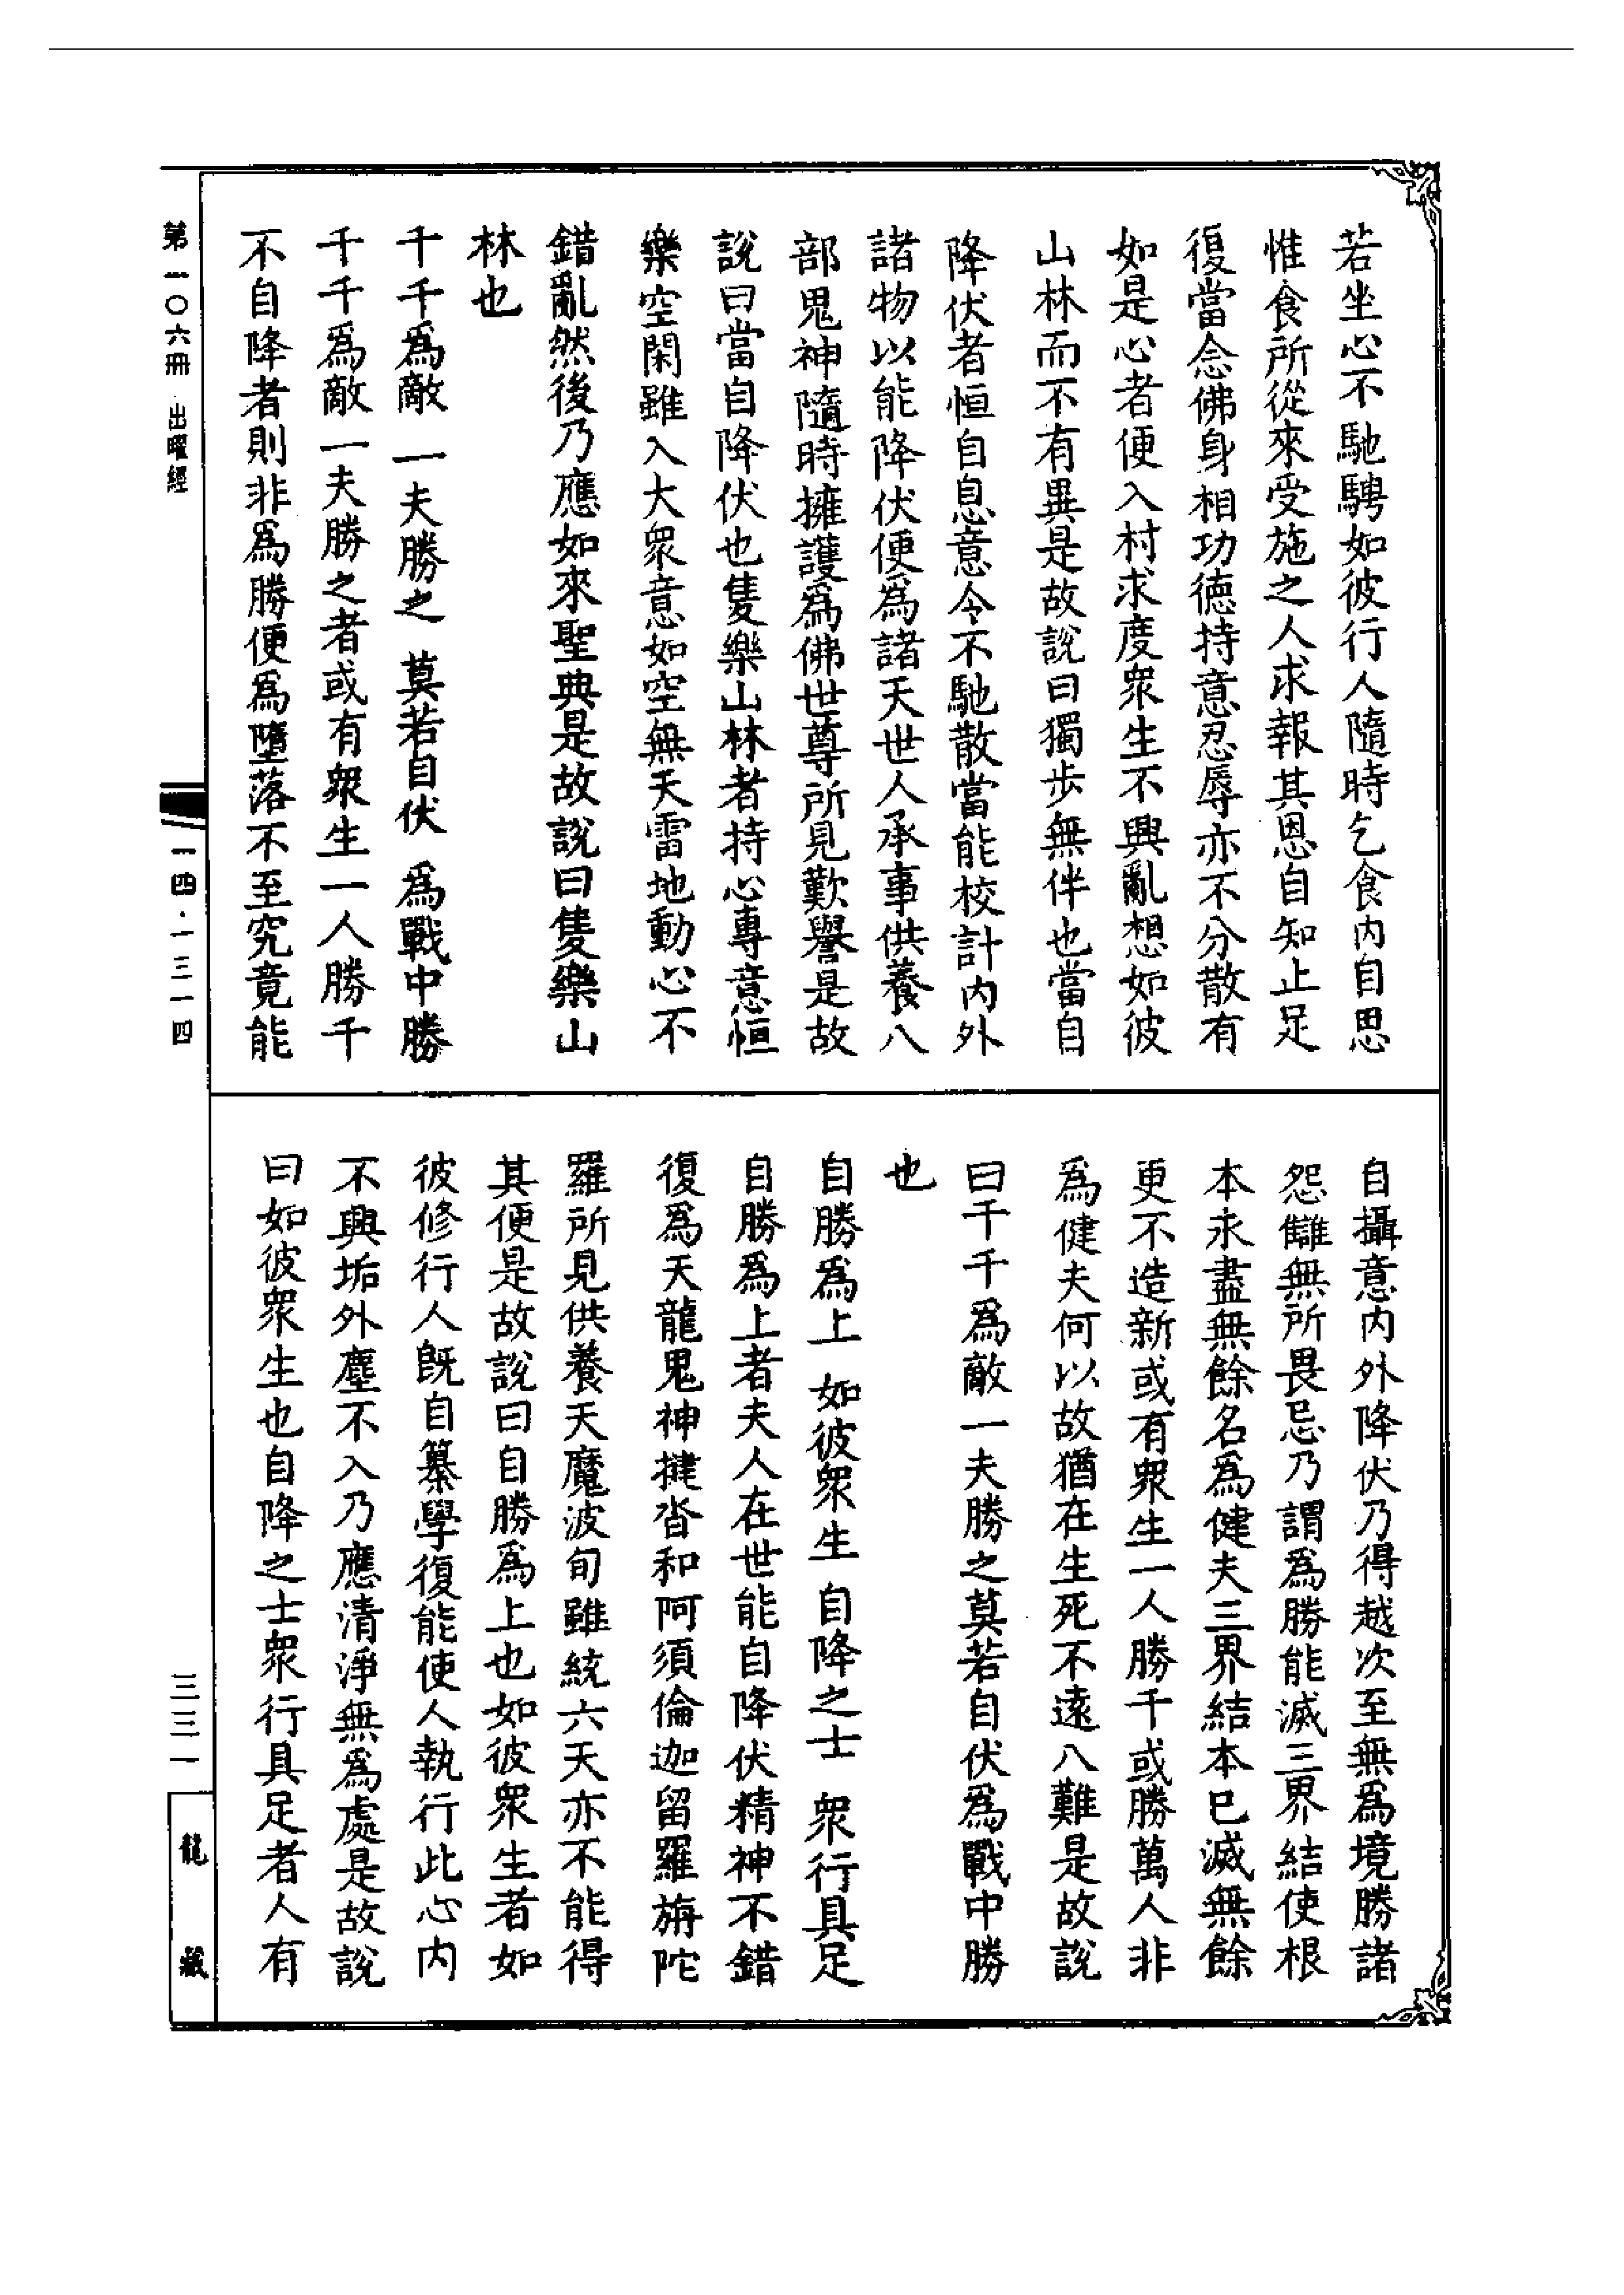 若坐心不馳騁如彼行人隨時乞食内自思
惟食所從來受施之人求報其恩自知止足
復當念佛身相功德持意忍辱亦不分散有
如是心者便入村求度衆生不興亂想如彼
山林而不有異是故説曰獨步無伴也當自
降伏者恒自息意令不馳散當能校計内外
諸物以能降伏便爲諸天世人承事供養八
部鬼神隨時擁護爲佛世尊所見歎譽是故
説曰當自降伏也隻樂山林者持心專意恒
樂空閑雖入大衆意如空無天雷地動心不
錯亂然後乃應如來聖典是故説曰隻樂山
林也
千千爲敵 一夫勝之 莫若自伏 爲戰中勝
千千爲敵一夫勝之者或有衆生一人勝千
不自降者則非爲勝便爲墮落不至究竟能
自攝意内外降伏乃得越次至無爲境勝諸
怨讎無所畏忌乃謂爲勝能滅三界結使根
本永盡無餘名爲健夫三界結本已滅無餘
更不造新或有衆生一人勝千或勝萬人非
爲健夫何以故猶在生死不遠八難是故説
曰千千爲敵一夫勝之莫若自伏爲戰中勝
也
自勝爲上 如彼衆生 自降之士 衆行具足
自勝爲上者夫人在世能自降伏精神不錯
復爲天龍鬼神揵沓和阿須倫迦留羅旃陀
羅所見供養天魔波旬雖統六天亦不能得
其便是故説曰自勝爲上也如彼衆生者如
彼修行人既自纂學復能使人執行此心内
不興垢外塵不入乃應清淨無爲處是故説
曰如彼衆生也自降之士衆行具足者人有
第一〇六冊 出曜經
一四·一三一四
三三一
龍藏